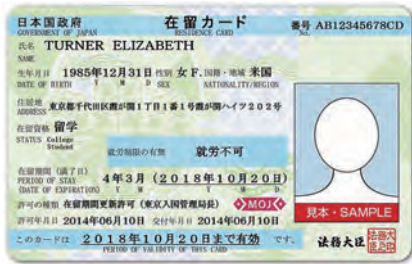 日本国政府 在留カード 番号 AB12345678CD
GOVERNMENT OF JAPAN RESIDENCE CARD No.
氏名 TURNER ELIZABETH
NAME
生年月日 1985年12月31日 性別 女 F. 国籍・地域 米国
DATE OF BIRTH Y M D SEX NATIONALITY/REGION
住居地 東京都千代田区霞が関1丁目1番1号霞が関ハイツ202号
ADDRESS
在留資格 留学
STATUS College
Student
就労制限の有無 就労不可
在留期間 (満了日) 4年3月 (2018年10月20日)
PERIOD OF STAY
(DATE OF EXPIRATION) Y M Y M D
許可の種類 在留期間更新許可 (東京入国管理局長) MOJ
見本・SAMPLE
許可年月日 2014年06月10日 交付年月日 2014年06月10日
このカードは 2018年10月20日まで有効 です。
PERIOD OF VALIDITY OF THIS CARD
法務大臣